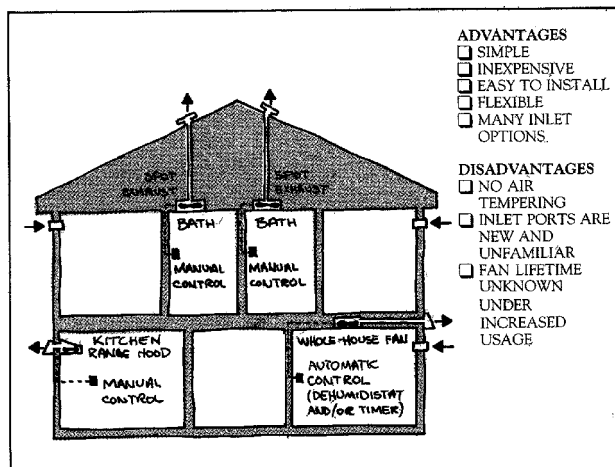 ADVANTAGES
❑ SIMPLE
❑ INEXPENSIVE
❑ EASY TO INSTALL
❑ FLEXIBLE
❑ MANY INLET
OPTIONS.
DISADVANTAGES
❑ NO AIR
TEMPERING
❑ INLET PORTS ARE
NEW AND
UNFAMILIAR
❑ FAN LIFETIME
UNKNOWN
UNDER
INCREASED
USAGE
SPOT
EXHAUST
SPOT
EXHAUST
BATH
BATH
MANUAL
CONTROL
MANUAL
CONTROL
KITCHEN
RANGE HOOD
MANUAL
CONTROL
WHOLE-HOUSE FAN
AUTOMATIC
CONTROL
(DEHUMIDISTAT
AND/OR TIMER)